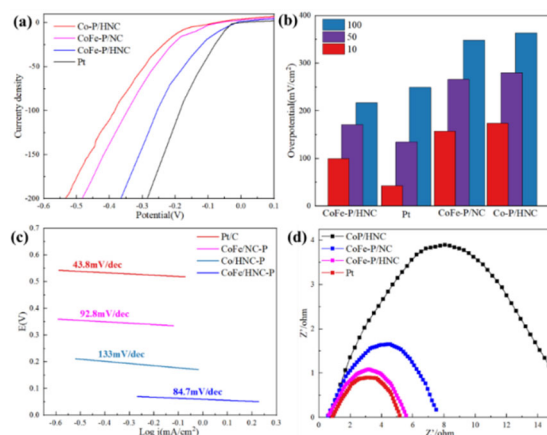 (a)
Co-P/HNC
CoFe-P/NC
CoFe-P/HNC
Pt
Currenty density
0
-50
-100
-150
-200
-0.6 -0.5 -0.4 -0.3 -0.2 -0.1 0.0 0.1
Potential(V)
(b)
100
50
10
Overpotential(mV/cm²)
400
300
200
100
0
CoFe-P/HNC Pt CoFe-P/NC Co-P/HNC
(c)
Pt/C
CoFe/NC-P
Co/HNC-P
CoFe/HNC-P
43.8mV/dec
92.8mV/dec
133mV/dec
84.7mV/dec
E(V)
0.7
0.6
0.5
0.4
0.3
0.2
0.1
0.0
-0.6 -0.5 -0.4 -0.3 -0.2 -0.1 0.0 0.1 0.2 0.3
Log j(mA/cm²)
(d)
CoP/HNC
CoFe-P/NC
CoFe-P/HNC
Pt
Z'/ohm
4
3
2
1
0
0 2 4 6 8 10 12 14
Z'/ohm